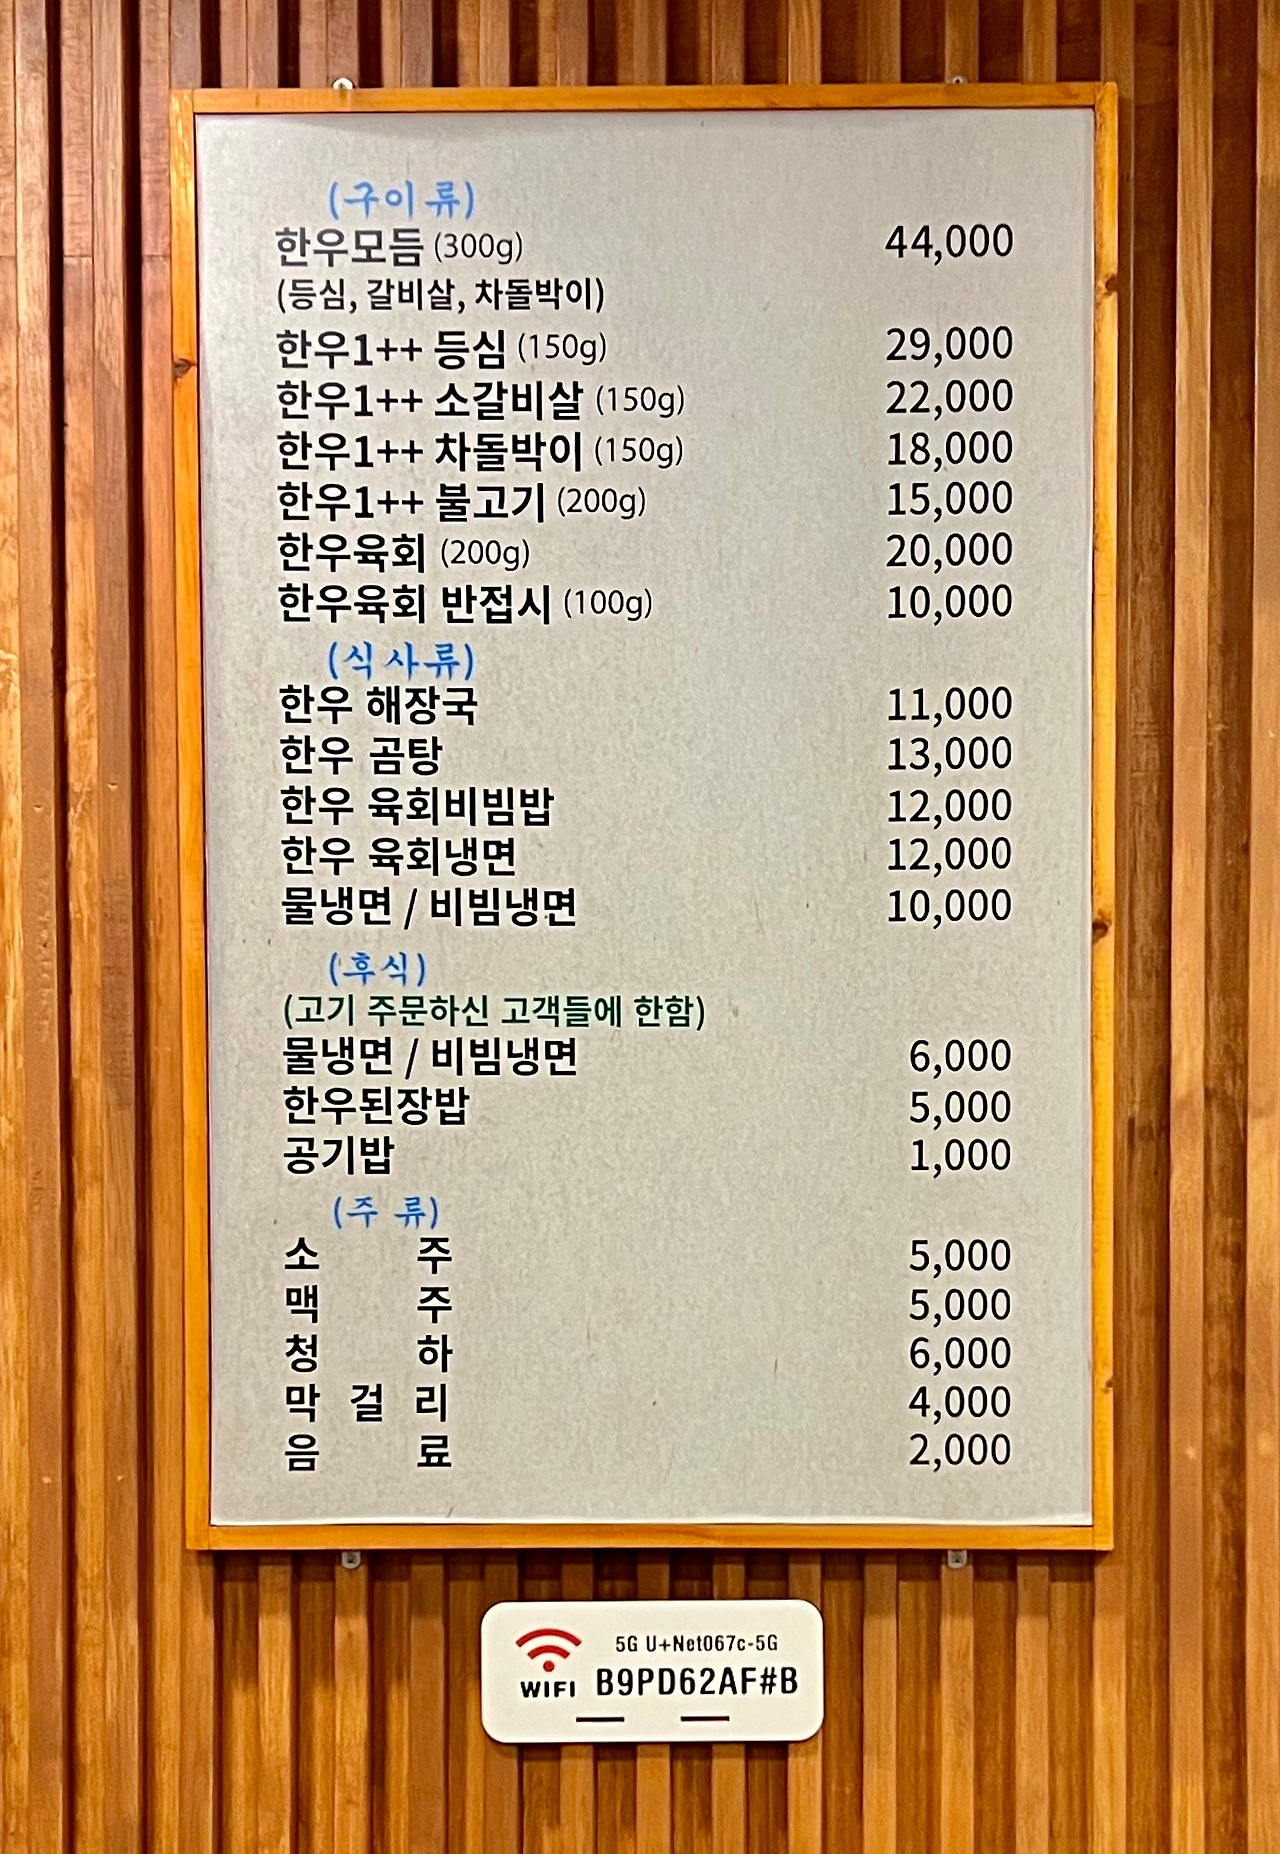 (구이류)
한우모듬 (300g) 44,000
(등심, 갈비살, 차돌박이)
한우1++ 등심 (150g) 29,000
한우1++ 소갈비살 (150g) 22,000
한우1++ 차돌박이 (150g) 18,000
한우1++ 불고기 (200g) 15,000
한우육회 (200g) 20,000
한우육회 반접시 (100g) 10,000
(식사류)
한우 해장국 11,000
한우 곰탕 13,000
한우 육회비빔밥 12,000
한우 육회냉면 12,000
물냉면 / 비빔냉면 10,000
(후식)
(고기 주문하신 고객들에 한함)
물냉면 / 비빔냉면 6,000
한우된장밥 5,000
공기밥 1,000
(주 류)
소 주 5,000
맥 주 5,000
청 하 6,000
막 걸 리 4,000
음 료 2,000
5G U+Net067c-5G
WIFI B9PD62AF#B